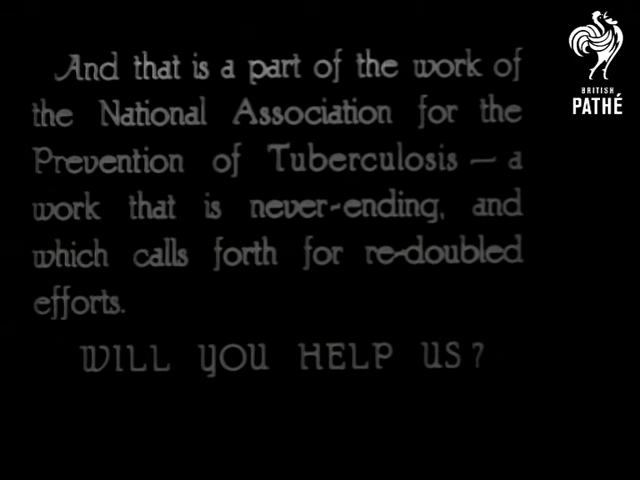 And that is a part of the work of
the National Association for the
Prevention of Tuberculosis — a
work that is never-ending, and
which calls forth for re-doubled
efforts.
WILL YOU HELP US?
BRITISH
PATHÉ